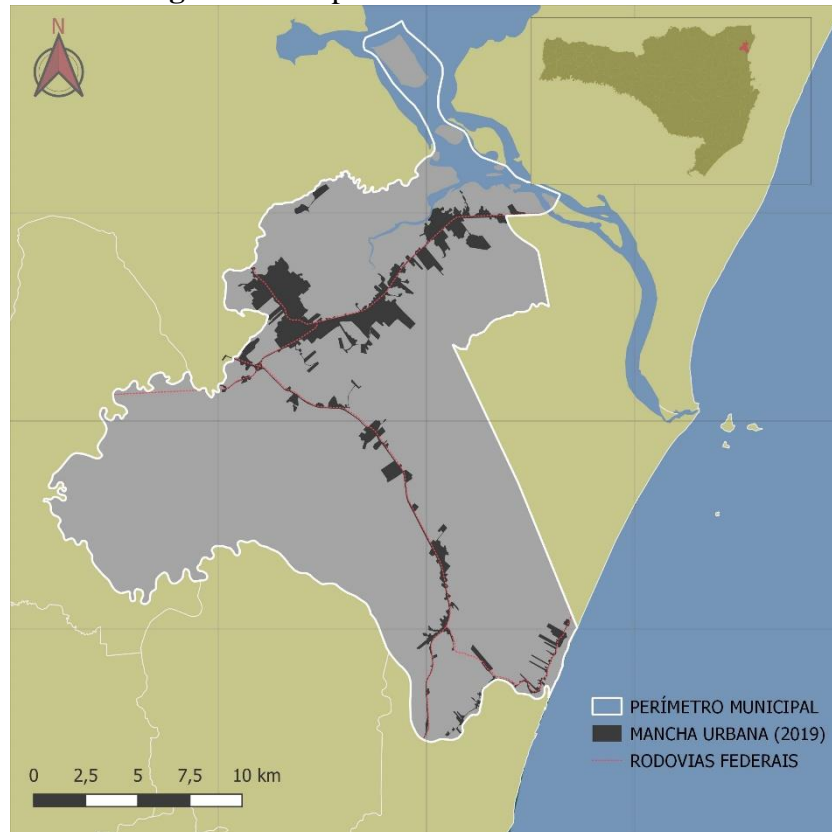 N
PERÍMETRO MUNICIPAL
MANCHA URBANA (2019)
RODOVIAS FEDERAIS
0 2,5 5 7,5 10 km